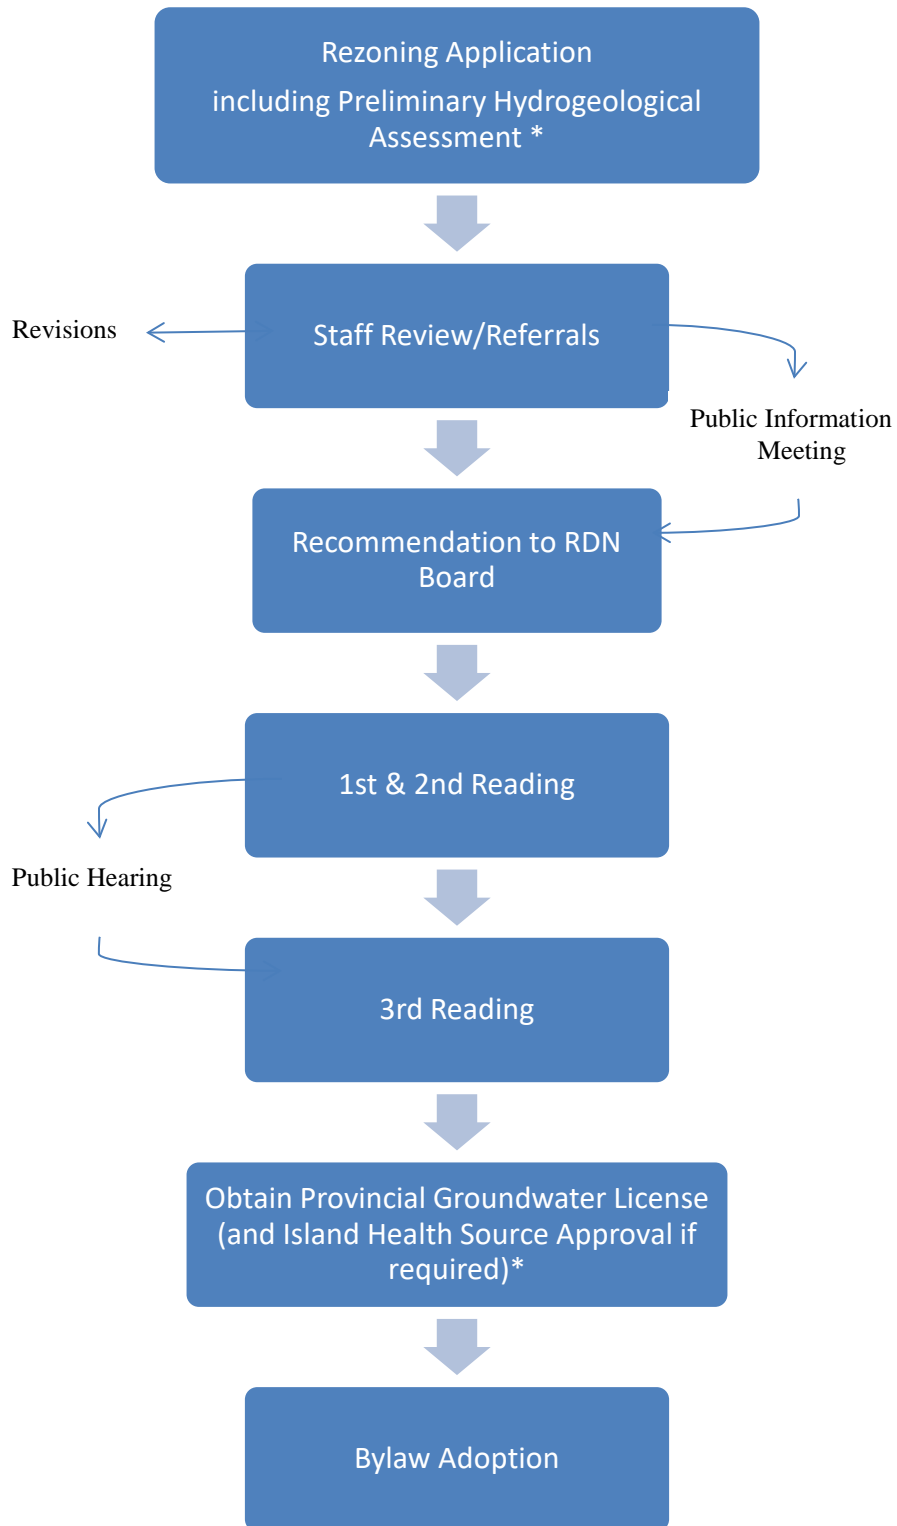 Rezoning Application
including Preliminary Hydrogeological
Assessment *
Revisions
Staff Review/Referrals
Public Information
Meeting
Recommendation to RDN
Board
1st & 2nd Reading
Public Hearing
3rd Reading
Obtain Provincial Groundwater License
(and Island Health Source Approval if
required)*
Bylaw Adoption